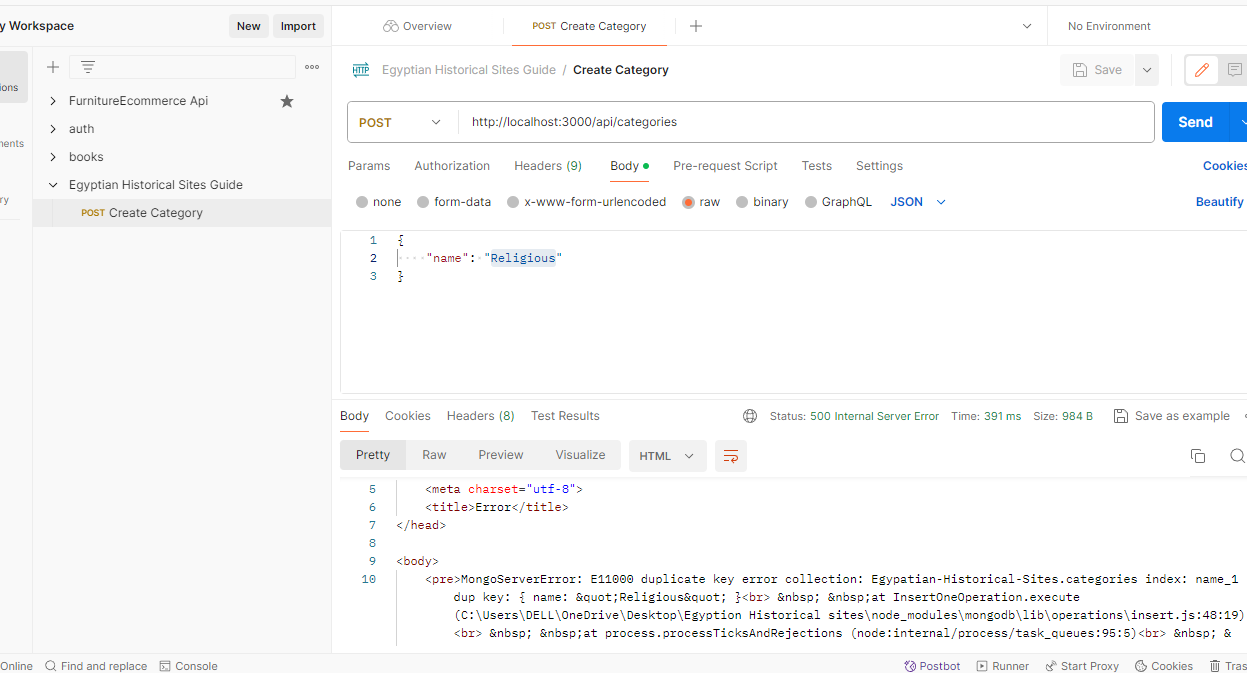 y Workspace
New
Import
Overview
POST Create Category
No Environment
ions
ments
ry
FurnitureEcommerce Api
auth
books
Egyptian Historical Sites Guide
POST Create Category
HTTP Egyptian Historical Sites Guide / Create Category
Save
POST
http://localhost:3000/api/categories
Send
Params Authorization Headers (9) Body Pre-request Script Tests Settings Cookies
none form-data x-www-form-urlencoded raw binary GraphQL JSON Beautify
1 {
2 "name": "Religious"
3 }
Body Cookies Headers (8) Test Results Status: 500 Internal Server Error Time: 391 ms Size: 984 B Save as example
Pretty Raw Preview Visualize HTML
5 <meta charset="utf-8">
6 <title>Error</title>
7 </head>
8
9 <body>
10 <pre>MongoServerError: E11000 duplicate key error collection: Egypatian-Historical-Sites.categories index: name_1
dup key: { name: &quot;Religious&quot; }<br> &nbsp; &nbsp;at InsertOneOperation.execute
(C:\Users\DELL\OneDrive\Desktop\Egyption Historical sites\node_modules\mongodb\lib\operations\insert.js:48:19)
<br> &nbsp; &nbsp;at process.processTicksAndRejections (node:internal/process/task_queues:95:5)<br> &nbsp; &
Online Find and replace Console Postbot Runner Start Proxy Cookies Tras